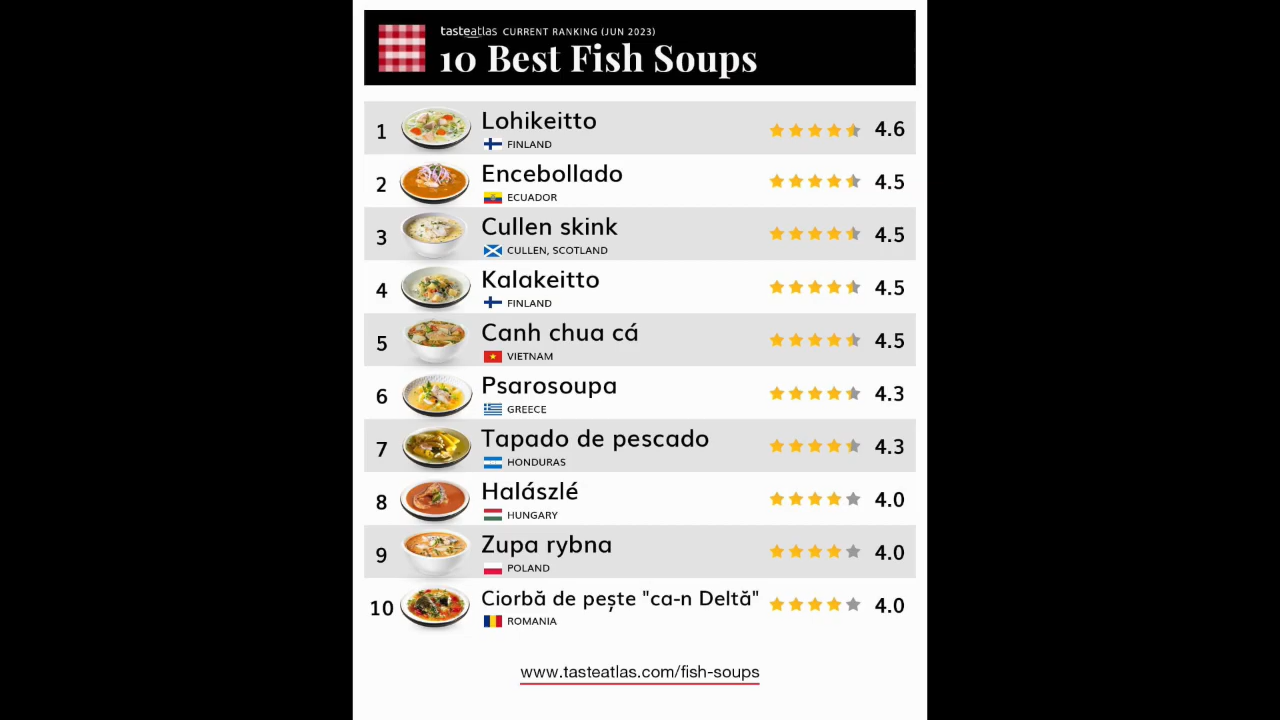 tasteatlas CURRENT RANKING (JUN 2023)
10 Best Fish Soups
1
Lohikeitto
FINLAND
4.6
2
Encebollado
ECUADOR
4.5
3
Cullen skink
CULLEN, SCOTLAND
4.5
4
Kalakeitto
FINLAND
4.5
5
Canh chua cá
VIETNAM
4.5
6
Psarosoupa
GREECE
4.3
7
Tapado de pescado
HONDURAS
4.3
8
Halászlé
HUNGARY
4.0
9
Zupa rybna
POLAND
4.0
10
Ciorbă de pește "ca-n Deltă"
ROMANIA
4.0
www.tasteatlas.com/fish-soups